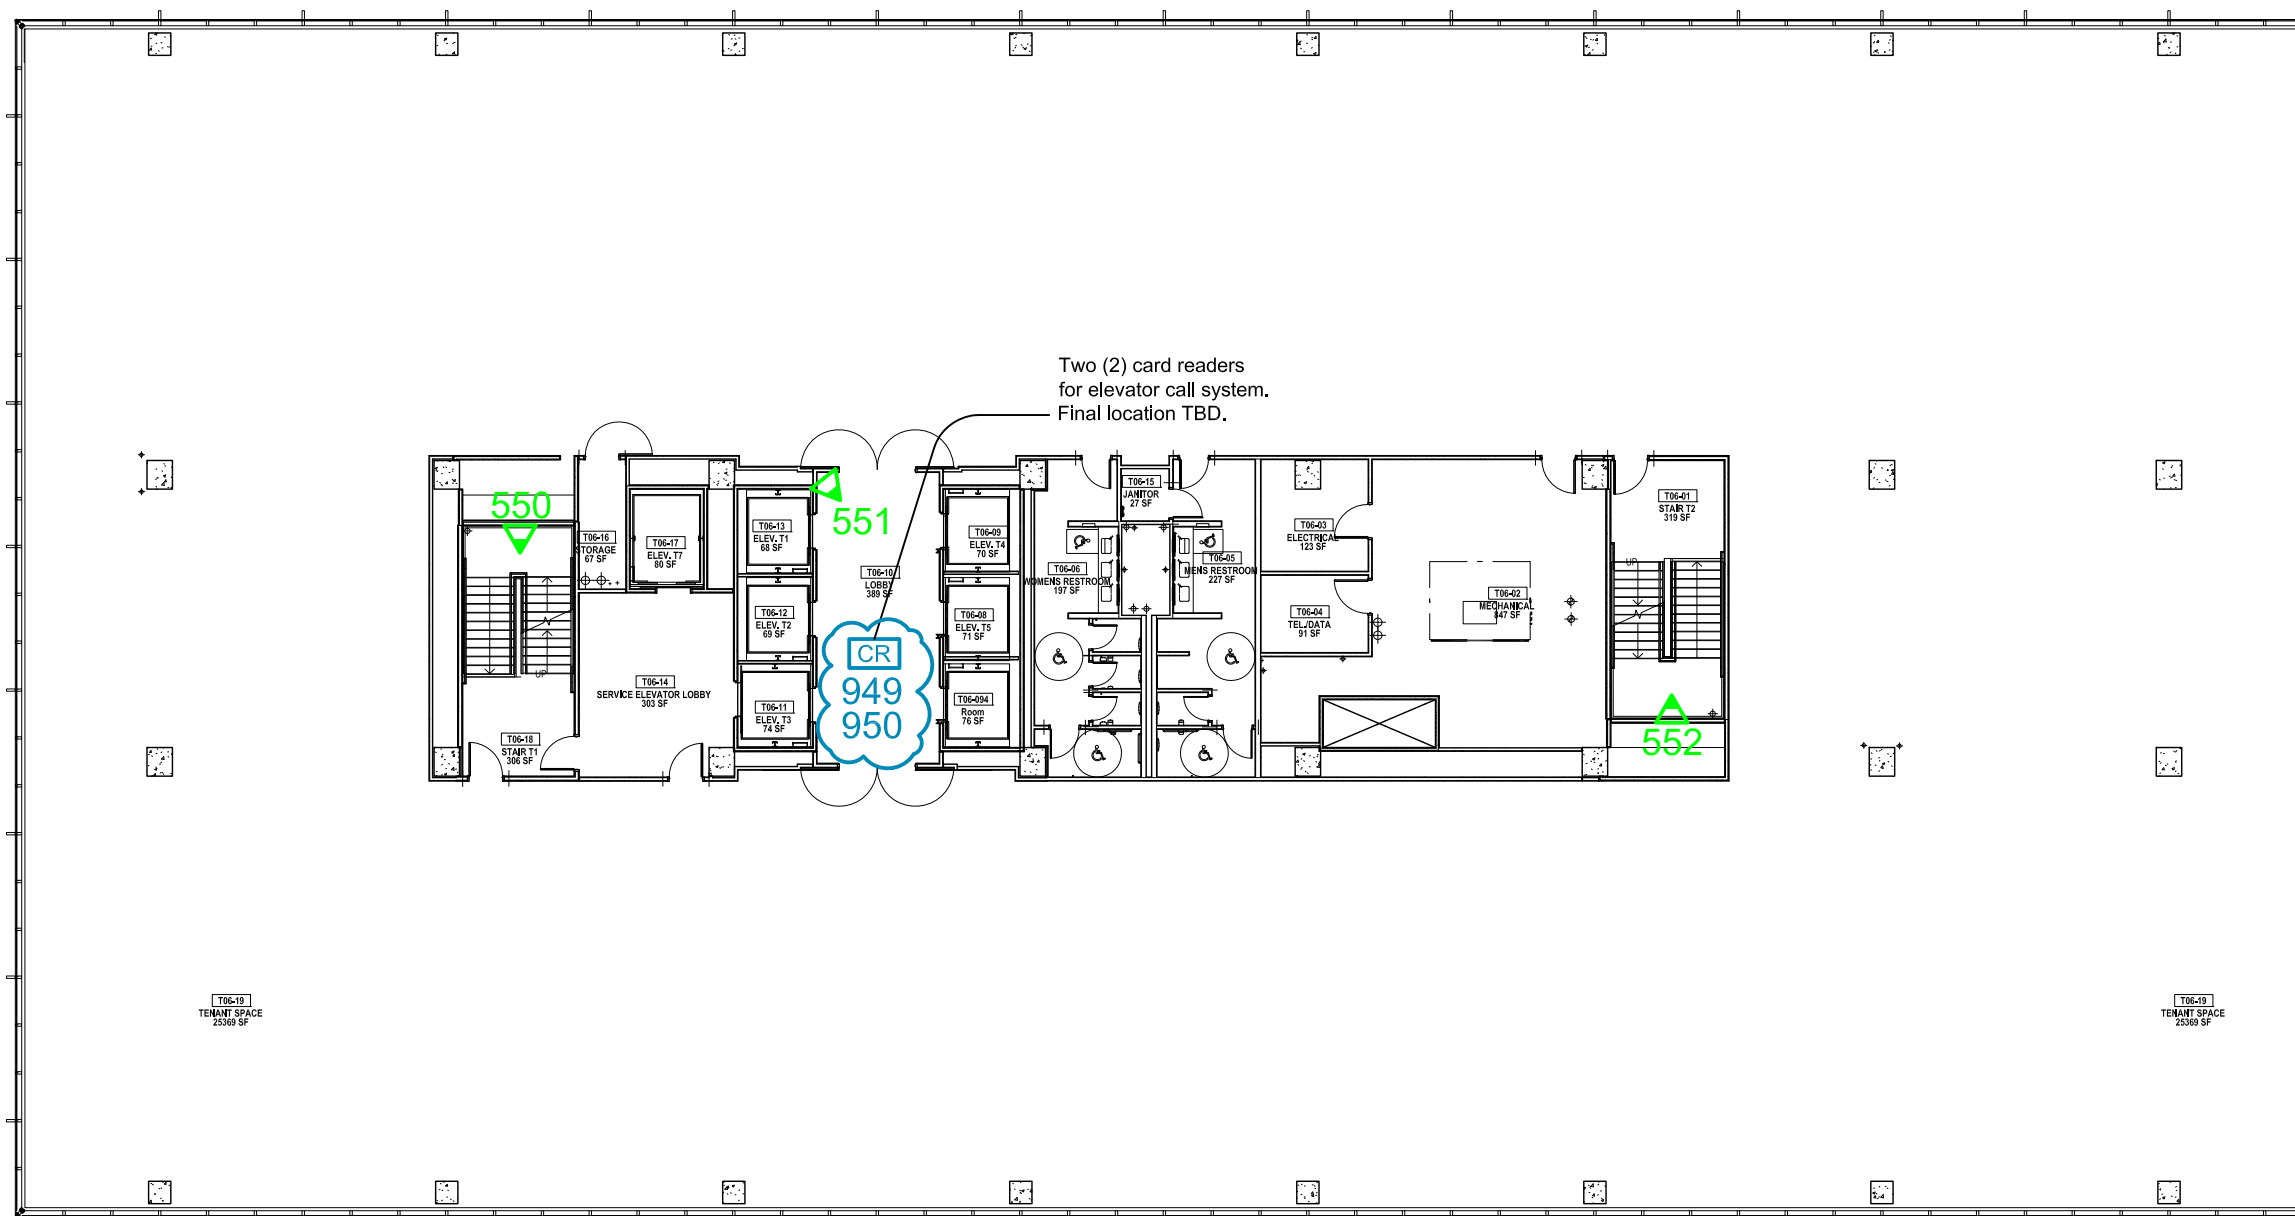 Two (2) card readers
for elevator call system.
Final location TBD.
550
551
552
CR
949
950
T06-16
STORAGE
67 SF
T06-17
ELEV. T7
80 SF
T06-13
ELEV. T1
68 SF
T06-12
ELEV. T2
69 SF
T06-11
ELEV. T3
74 SF
T06-14
SERVICE ELEVATOR LOBBY
303 SF
T06-18
STAIR T1
306 SF
UP
T06-10
LOBBY
389 SF
T06-09
ELEV. T4
70 SF
T06-08
ELEV. T5
71 SF
T06-094
Room
76 SF
T06-15
JANITOR
27 SF
T06-06
WOMENS RESTROOM
197 SF
T06-05
MENS RESTROOM
227 SF
T06-03
ELECTRICAL
123 SF
T06-04
TEL./DATA
91 SF
T06-02
MECHANICAL
847 SF
T06-01
STAIR T2
319 SF
UP
T06-19
TENANT SPACE
25369 SF
T06-19
TENANT SPACE
25369 SF